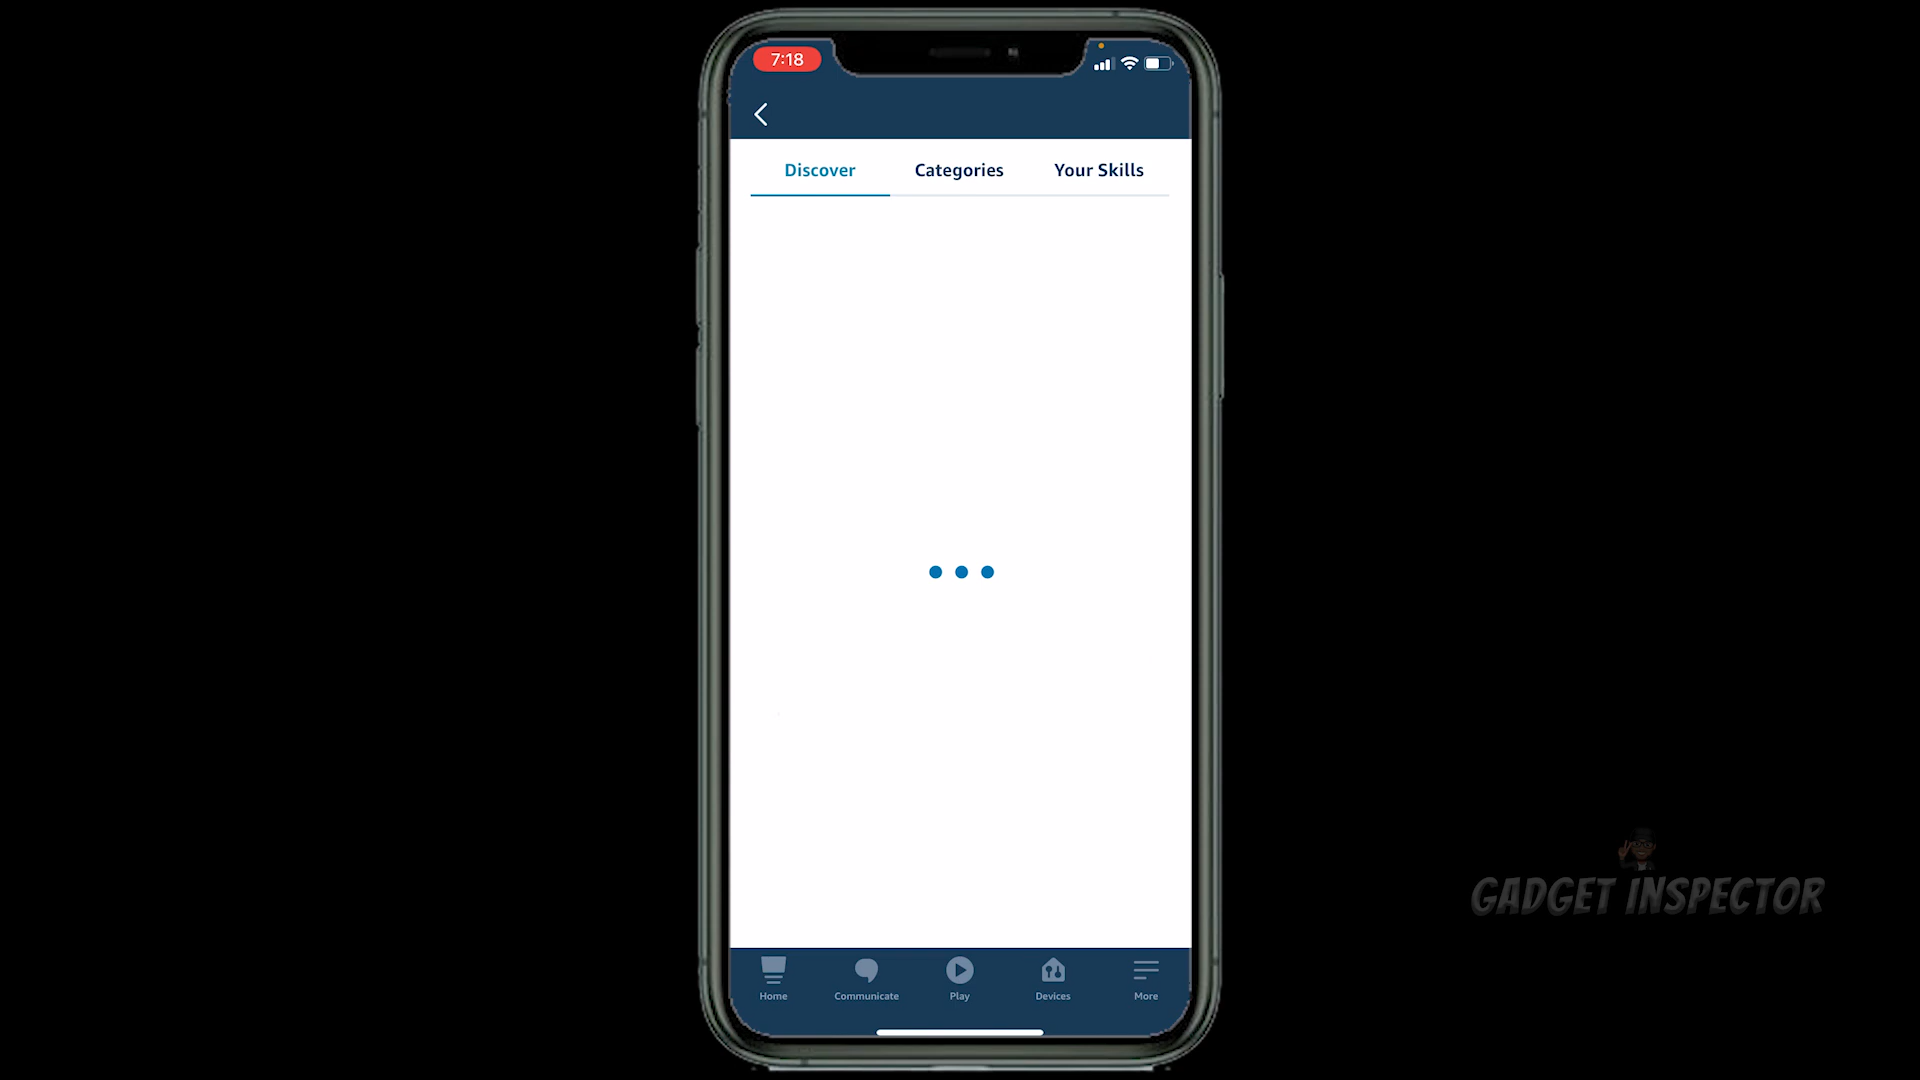 7:18
Discover Categories Your Skills
GADGET INSPECTOR
Home Communicate Play Devices More